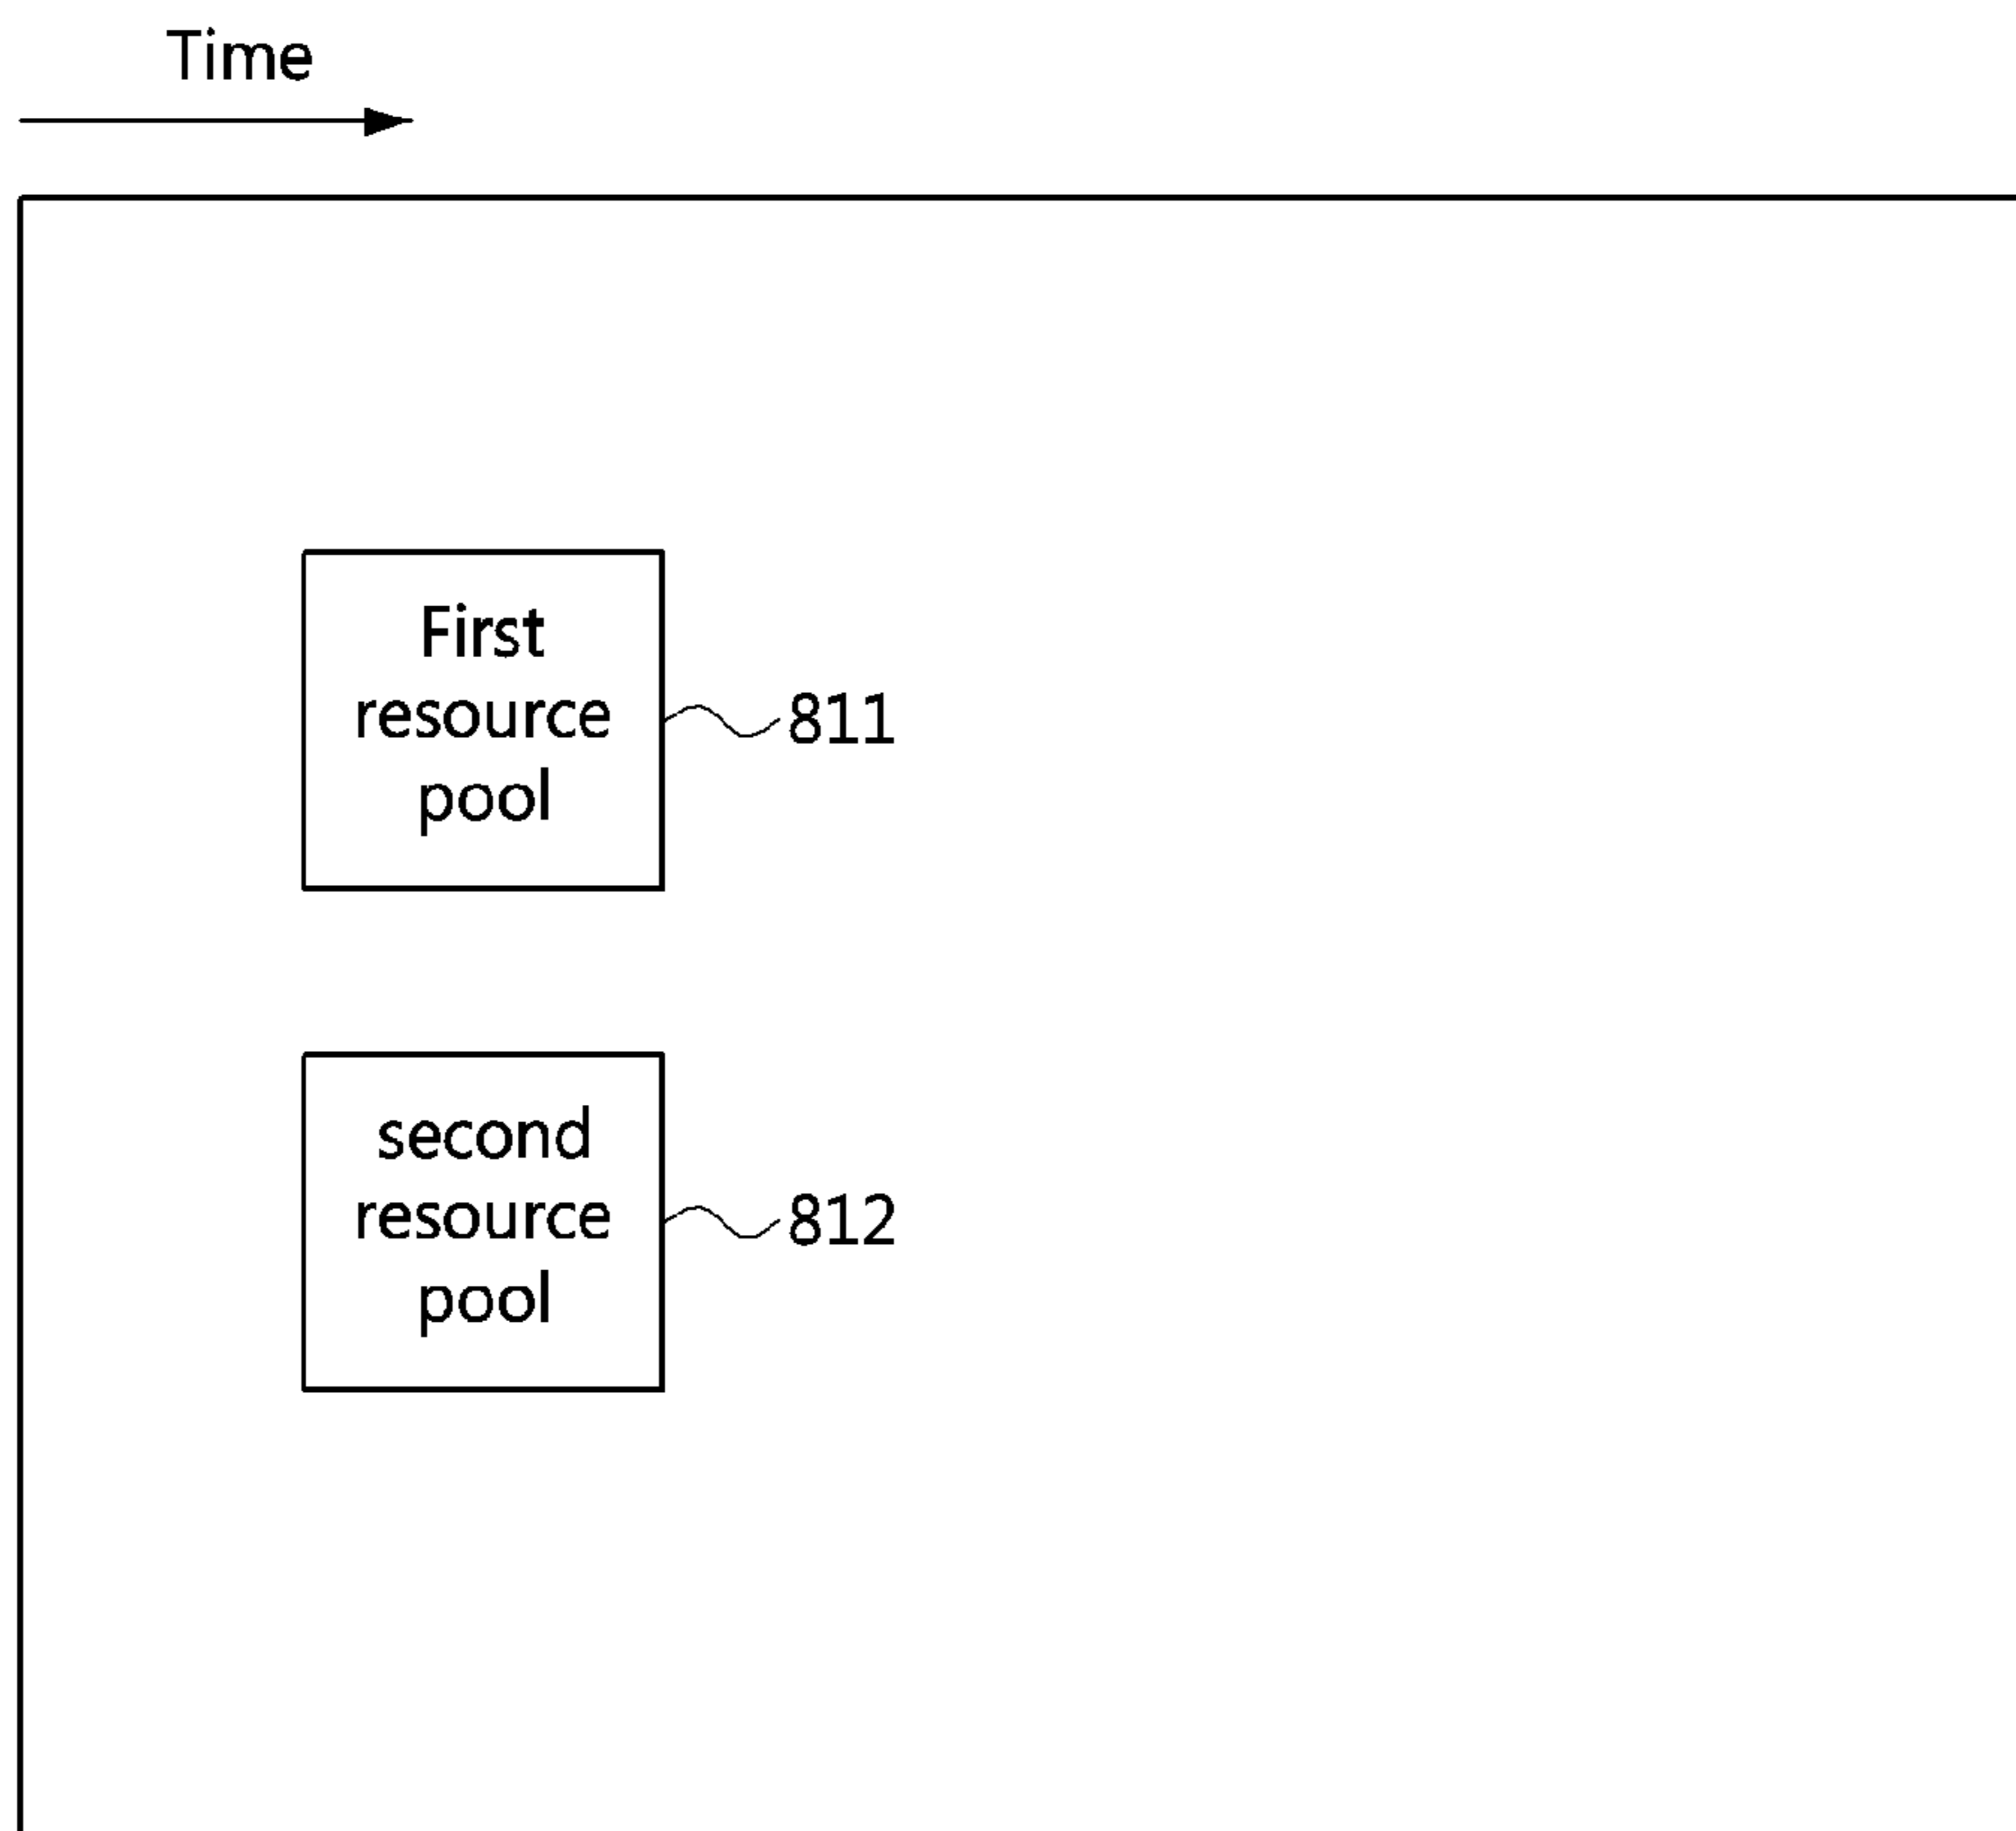 Time
First
resource
pool
811
second
resource
pool
812